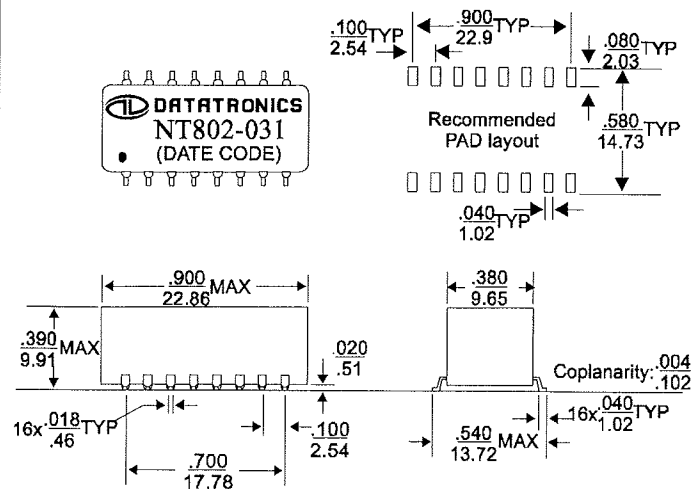 .900 TYP
22.9
.100 TYP
2.54
.080 TYP
2.03
DATATRONICS
NT802-031
(DATE CODE)
Recommended
PAD layout
.580 TYP
14.73
.040 TYP
1.02
.900 MAX
22.86
.380
9.65
.390 MAX
9.91
.020
.51
Coplanarity: .004
.102
16x .018 TYP
.46
.100
2.54
16x .040 TYP
1.02
.540 MAX
13.72
.700
17.78